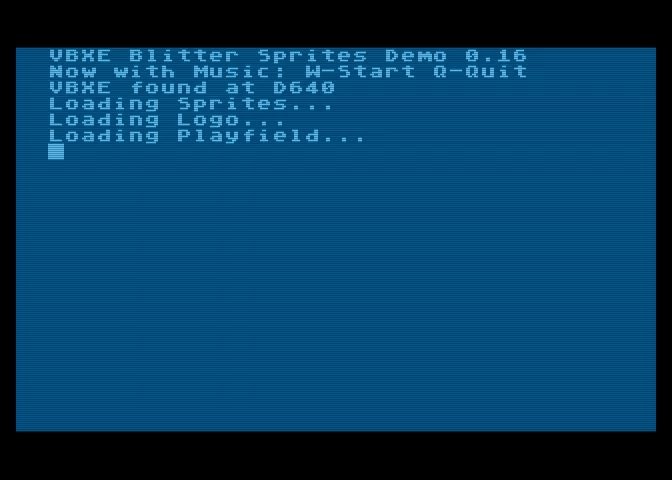 VBXE Blitter Sprites Demo 0.16
Now with Music: W-Start Q-Quit
VBXE found at D640
Loading Sprites...
Loading Logo...
Loading Playfield...